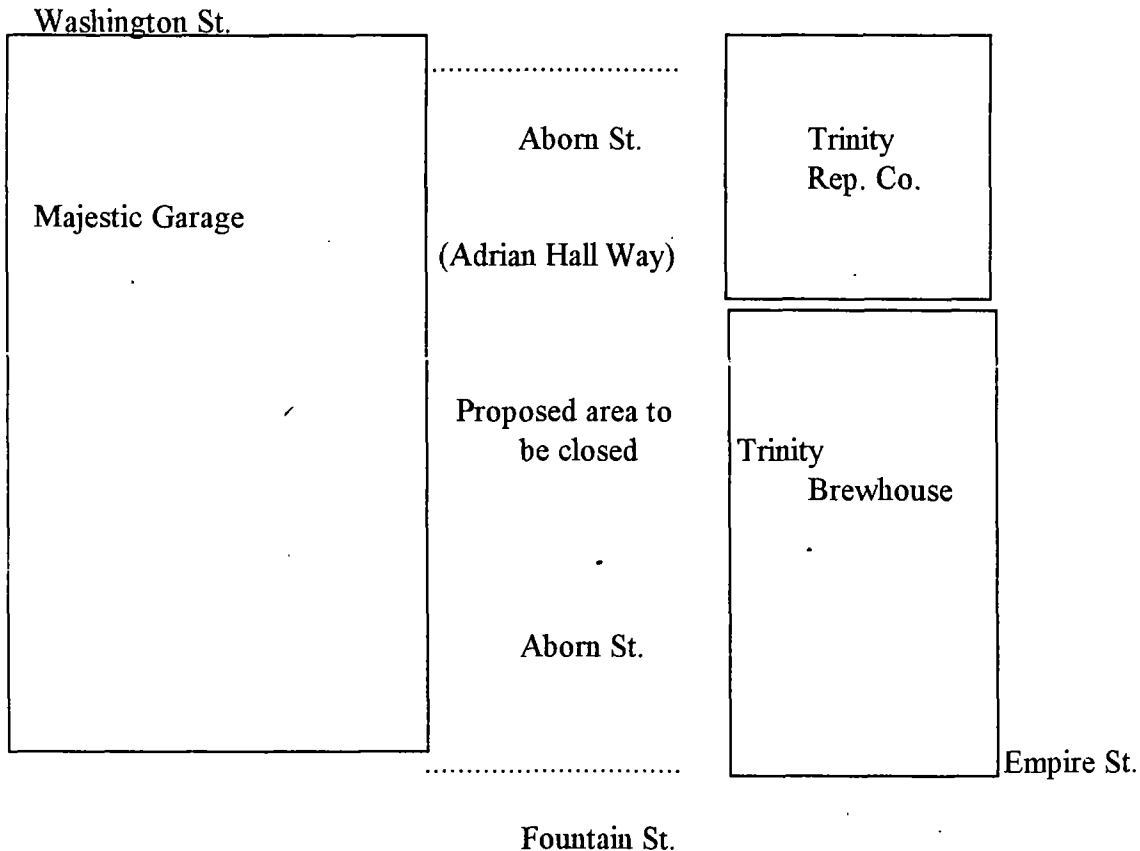 Washington St.
Aborn St.
Trinity
Rep. Co.
Majestic Garage
(Adrian Hall Way)
Proposed area to
be closed
Trinity
Brewhouse
Aborn St.
Empire St.
Fountain St.